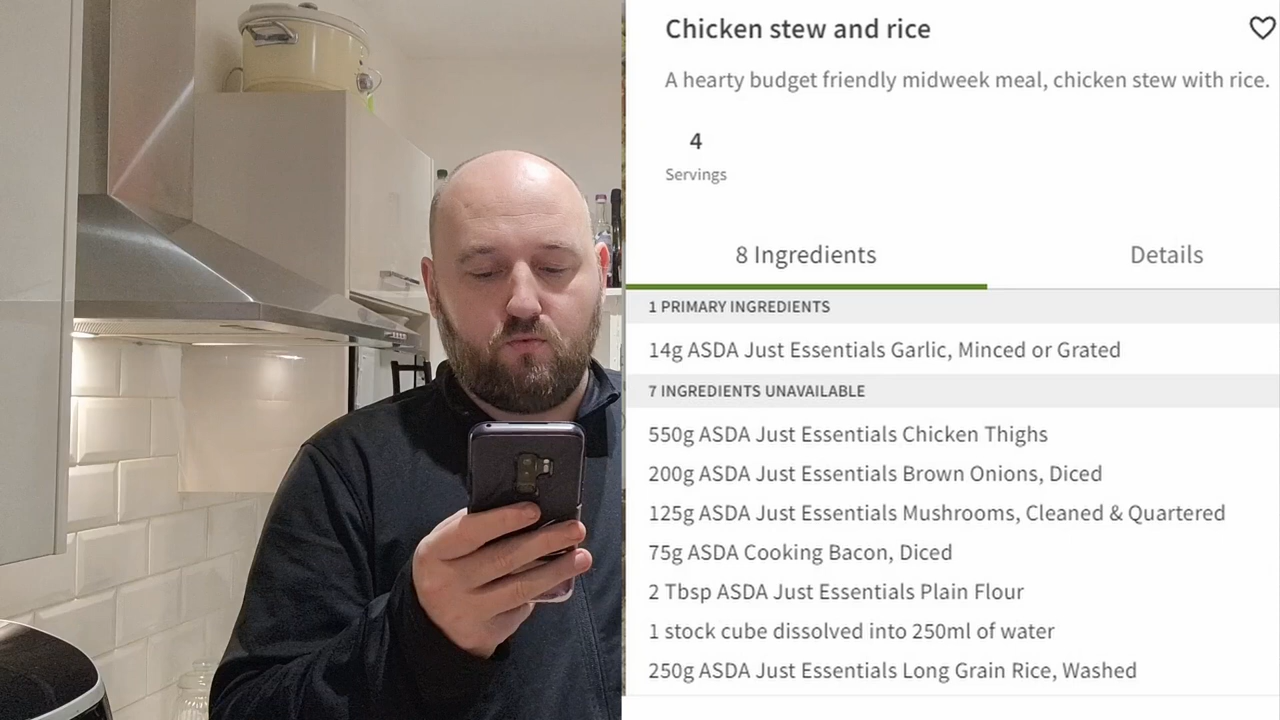 Chicken stew and rice
A hearty budget friendly midweek meal, chicken stew with rice.
4
Servings
8 Ingredients
Details
1 PRIMARY INGREDIENTS
14g ASDA Just Essentials Garlic, Minced or Grated
7 INGREDIENTS UNAVAILABLE
550g ASDA Just Essentials Chicken Thighs
200g ASDA Just Essentials Brown Onions, Diced
125g ASDA Just Essentials Mushrooms, Cleaned & Quartered
75g ASDA Cooking Bacon, Diced
2 Tbsp ASDA Just Essentials Plain Flour
1 stock cube dissolved into 250ml of water
250g ASDA Just Essentials Long Grain Rice, Washed